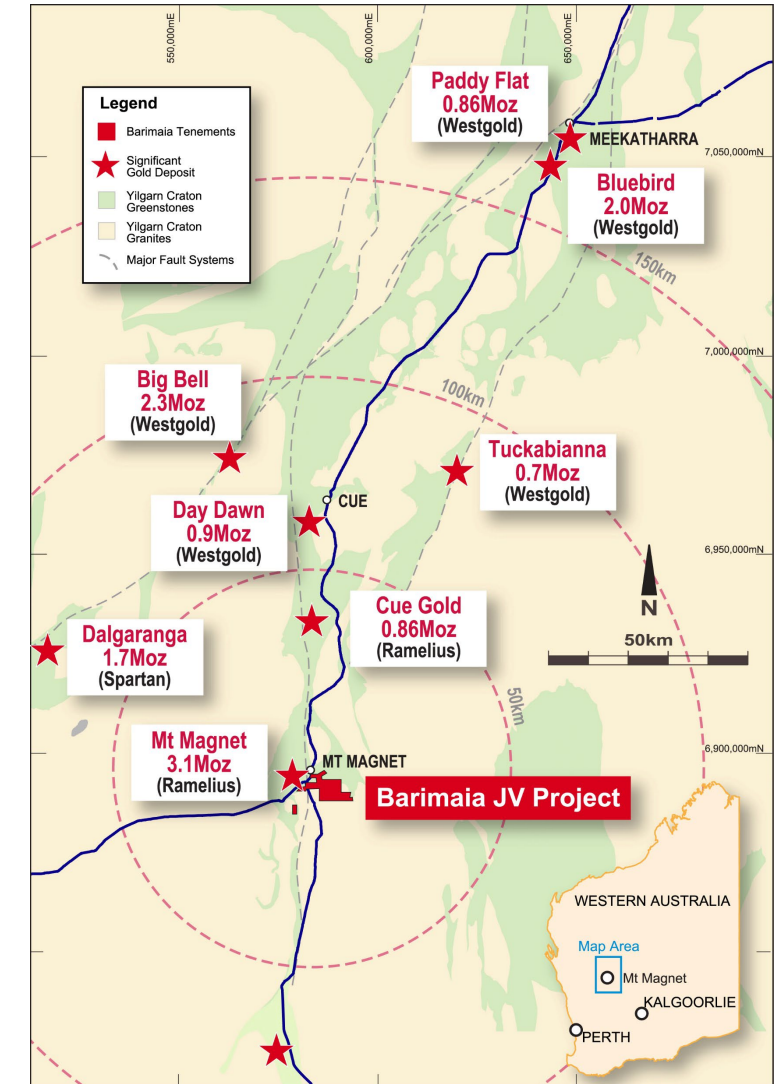 550,000mE
600,000mE
650,000mE
Legend
Barimaia Tenements
Significant
Gold Deposit
Yilgarn Craton
Greenstones
Yilgarn Craton
Granites
Major Fault Systems
Paddy Flat
0.86Moz
(Westgold)
MEEKATHARRA
7,050,000mN
Bluebird
2.0Moz
(Westgold)
150km
7,000,000mN
Big Bell
2.3Moz
(Westgold)
100km
Tuckabianna
0.7Moz
(Westgold)
CUE
Day Dawn
0.9Moz
(Westgold)
6,950,000mN
N
50km
Cue Gold
0.86Moz
(Ramelius)
Dalgaranga
1.7Moz
(Spartan)
50km
Mt Magnet
3.1Moz
(Ramelius)
MT MAGNET
6,900,000mN
Barimaia JV Project
WESTERN AUSTRALIA
Map Area
Mt Magnet
KALGOORLIE
PERTH